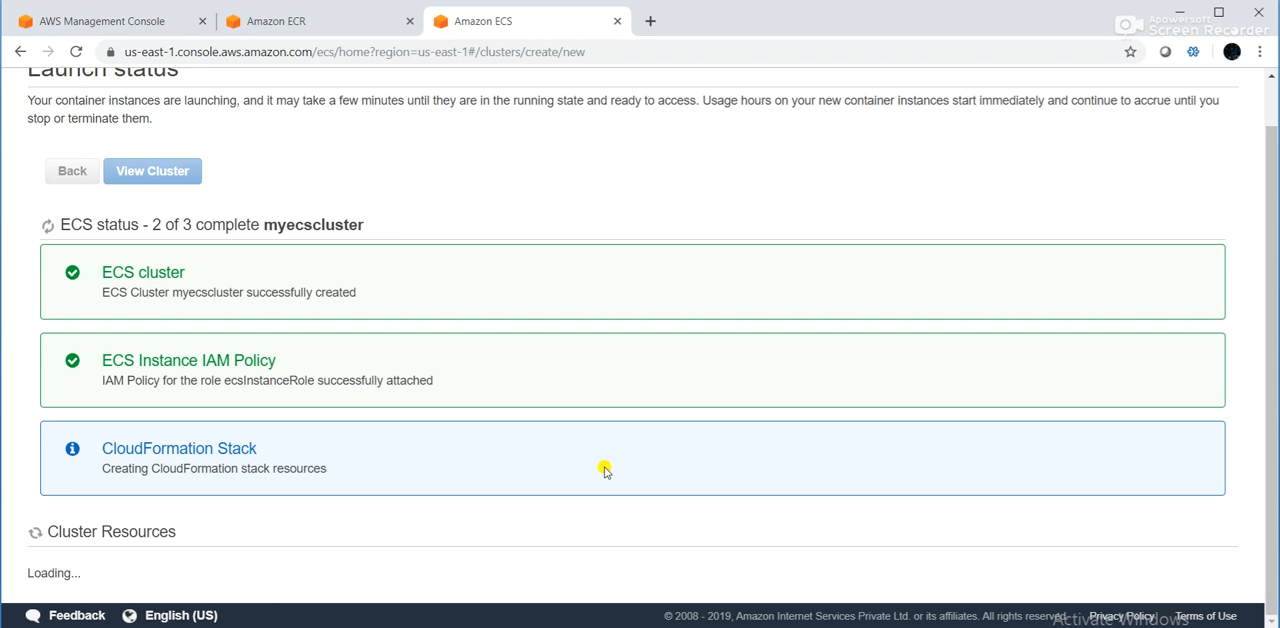 AWS Management Console
Amazon ECR
Amazon ECS
Apowersoft
Screen Recorder
us-east-1.console.aws.amazon.com/ecs/home?region=us-east-1#/clusters/create/new
Launch status
Your container instances are launching, and it may take a few minutes until they are in the running state and ready to access. Usage hours on your new container instances start immediately and continue to accrue until you
stop or terminate them.
Back
View Cluster
ECS status - 2 of 3 complete myecscluster
ECS cluster
ECS Cluster myecscluster successfully created
ECS Instance IAM Policy
IAM Policy for the role ecsInstanceRole successfully attached
CloudFormation Stack
Creating CloudFormation stack resources
Cluster Resources
Loading...
Feedback
English (US)
© 2008 - 2019, Amazon Internet Services Private Ltd. or its affiliates. All rights reserved.
Privacy Policy
Terms of Use
Activate Windows